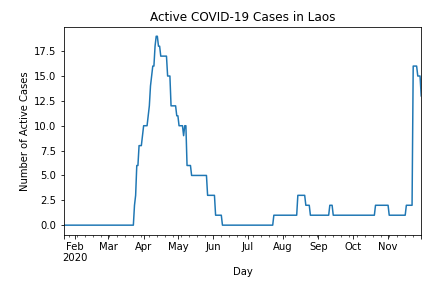 Active COVID-19 Cases in Laos
Number of Active Cases
17.5
15.0
12.5
10.0
7.5
5.0
2.5
0.0
Feb Mar Apr May Jun Jul Aug Sep Oct Nov
2020
Day